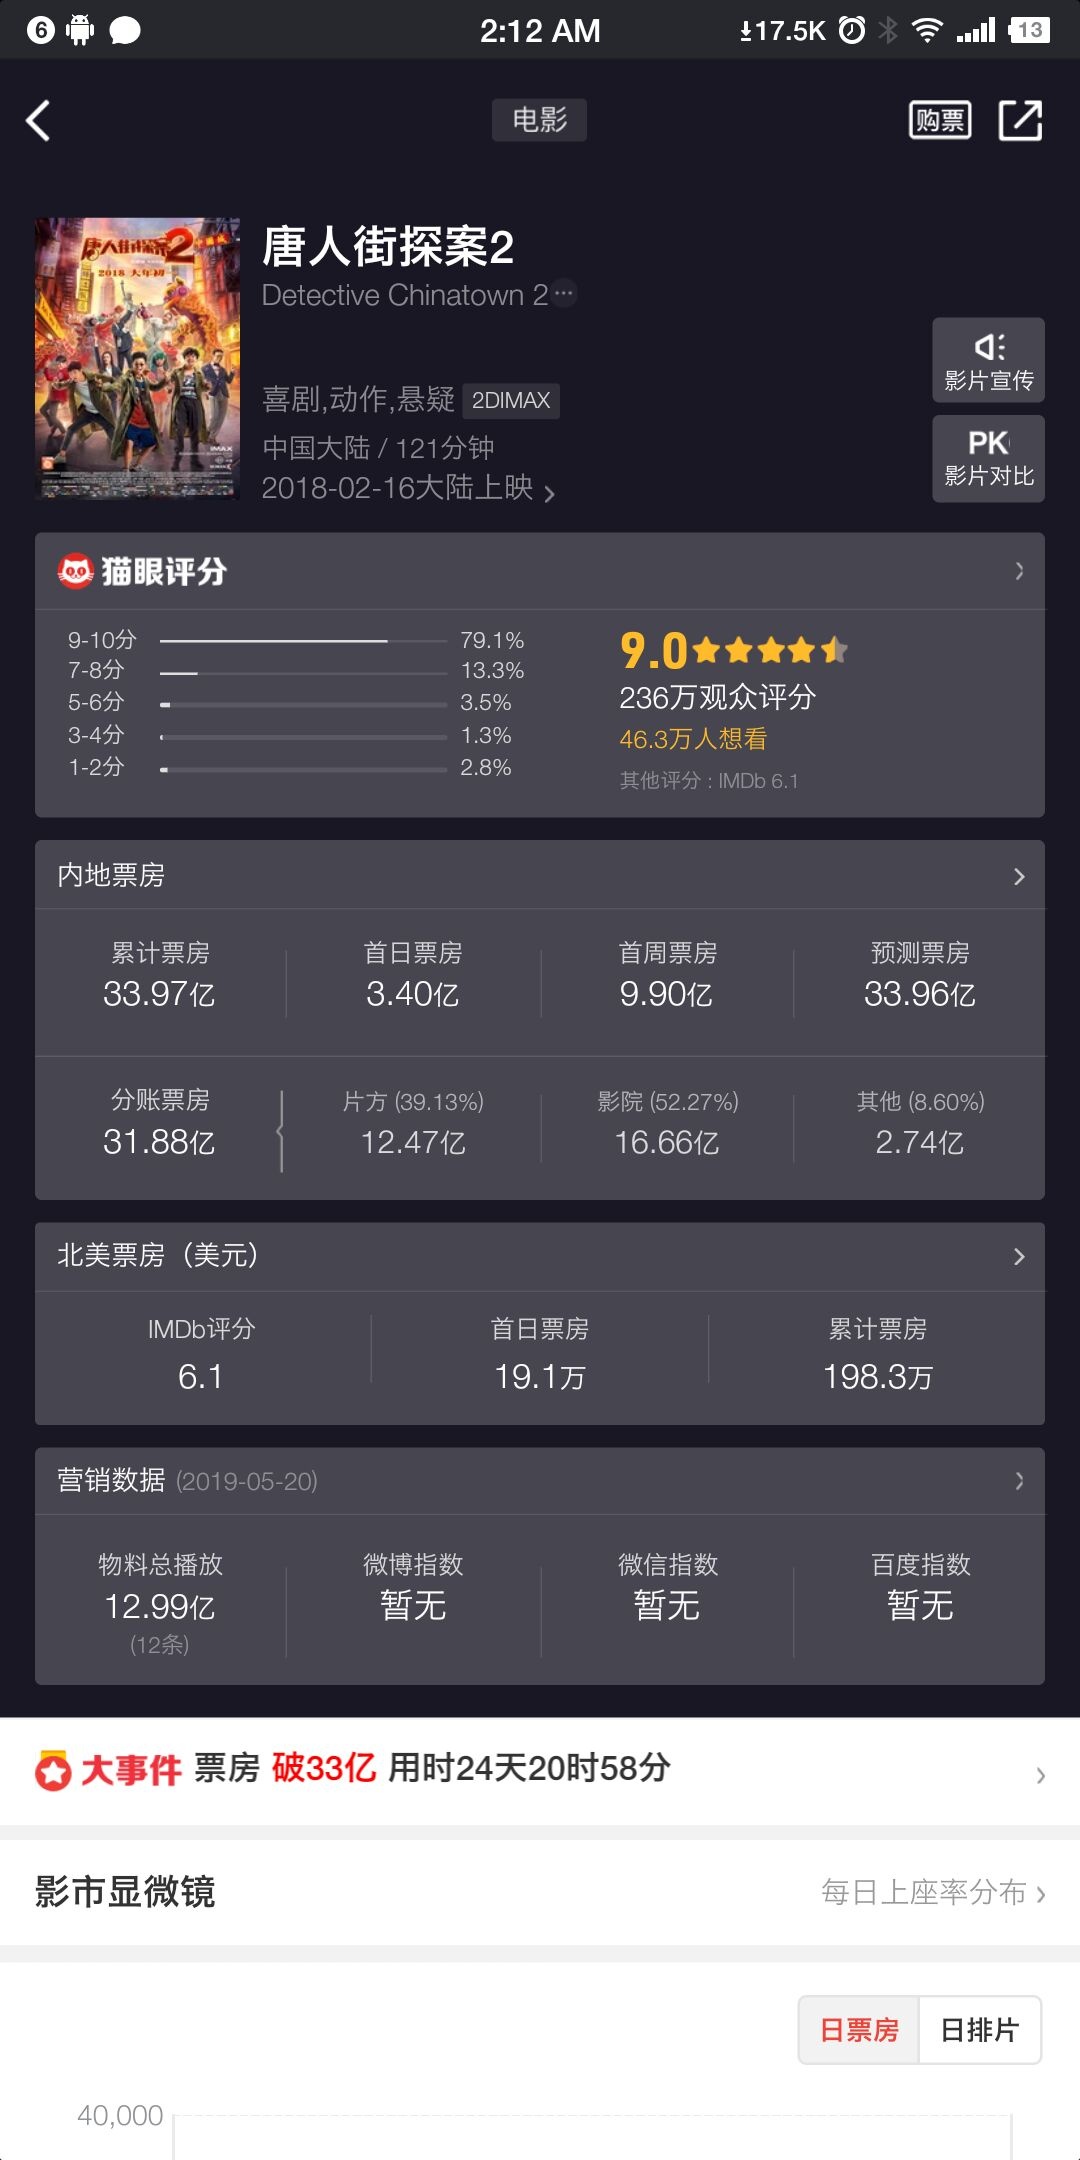 6
2:12 AM
17.5K
13
电影
购票
唐人街探案2
2018 大年初一
IMAX
唐人街探案2
Detective Chinatown 2
喜剧,动作,悬疑 2DIMAX
中国大陆 / 121分钟
2018-02-16大陆上映
影片宣传
PK
影片对比
猫眼评分
9-10分 79.1%
7-8分 13.3%
5-6分 3.5%
3-4分 1.3%
1-2分 2.8%
9.0
236万观众评分
46.3万人想看
其他评分 : IMDb 6.1
内地票房
累计票房 首日票房 首周票房 预测票房
33.97亿 3.40亿 9.90亿 33.96亿
分账票房 片方 (39.13%) 影院 (52.27%) 其他 (8.60%)
31.88亿 12.47亿 16.66亿 2.74亿
北美票房（美元）
IMDb评分 首日票房 累计票房
6.1 19.1万 198.3万
营销数据 (2019-05-20)
物料总播放 微博指数 微信指数 百度指数
12.99亿 暂无 暂无 暂无
(12条)
大事件 票房 破33亿 用时24天20时58分
影市显微镜 每日上座率分布
日票房 日排片
40,000